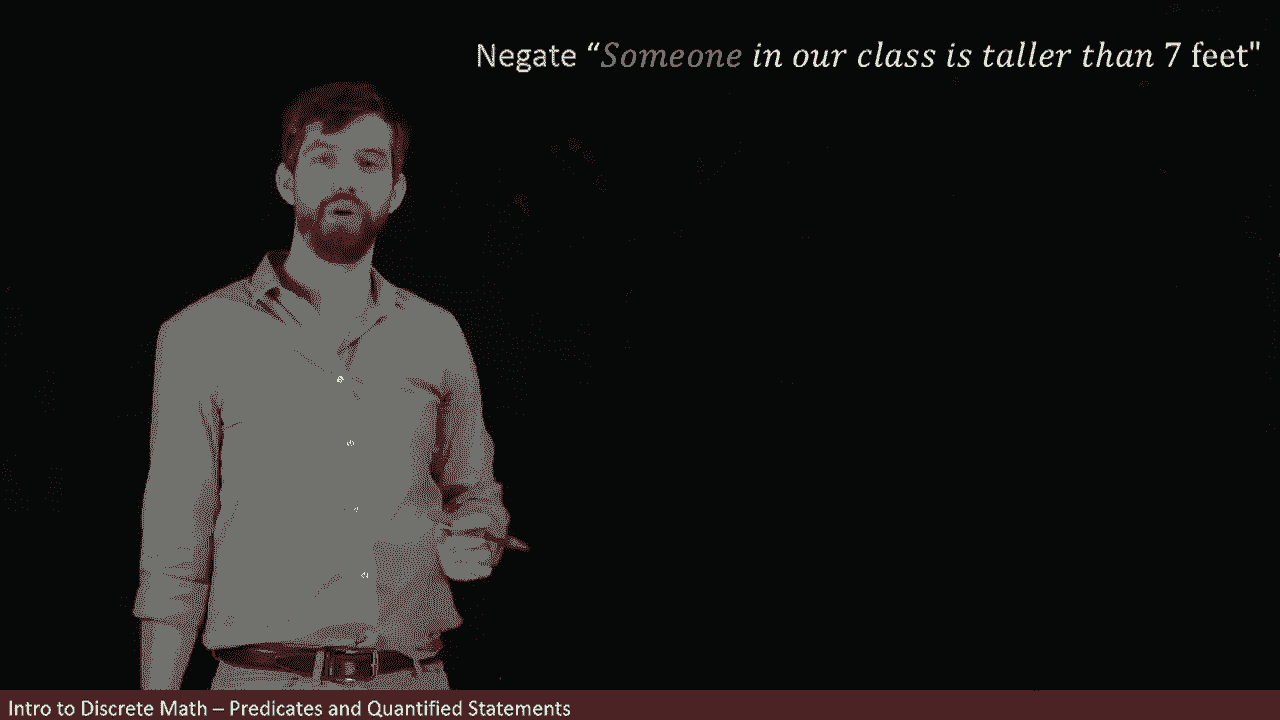 Negate “Someone in our class is taller than 7 feet"
Intro to Discrete Math – Predicates and Quantified Statements